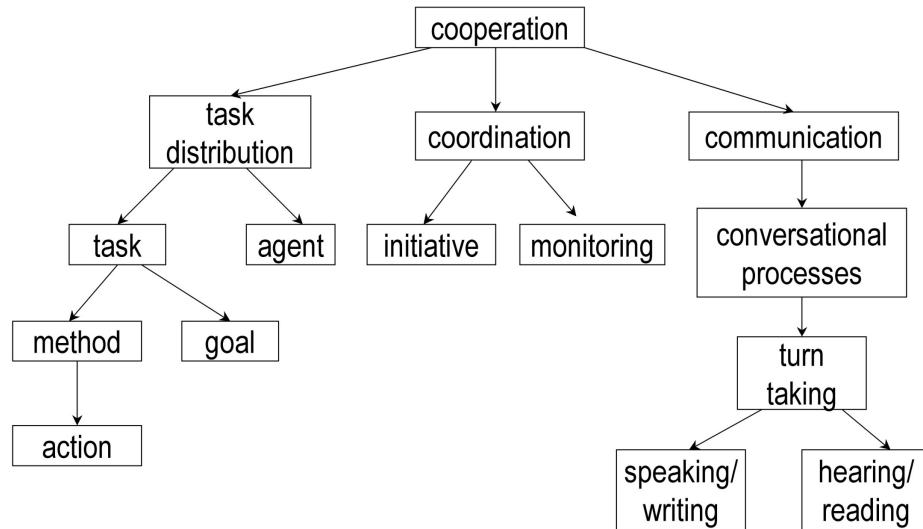 cooperation
task
distribution
coordination
communication
task
agent
initiative
monitoring
conversational
processes
method
goal
turn
taking
action
speaking/
writing
hearing/
reading